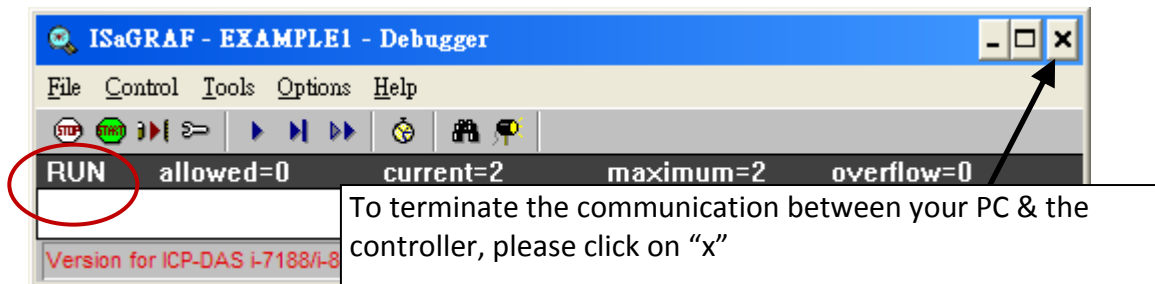 ISaGRAF - EXAMPLE1 - Debugger
File Control Tools Options Help
STOP START
RUN allowed=0 current=2 maximum=2 overflow=0
To terminate the communication between your PC & the
controller, please click on “x”
Version for ICP-DAS i-7188/i-8